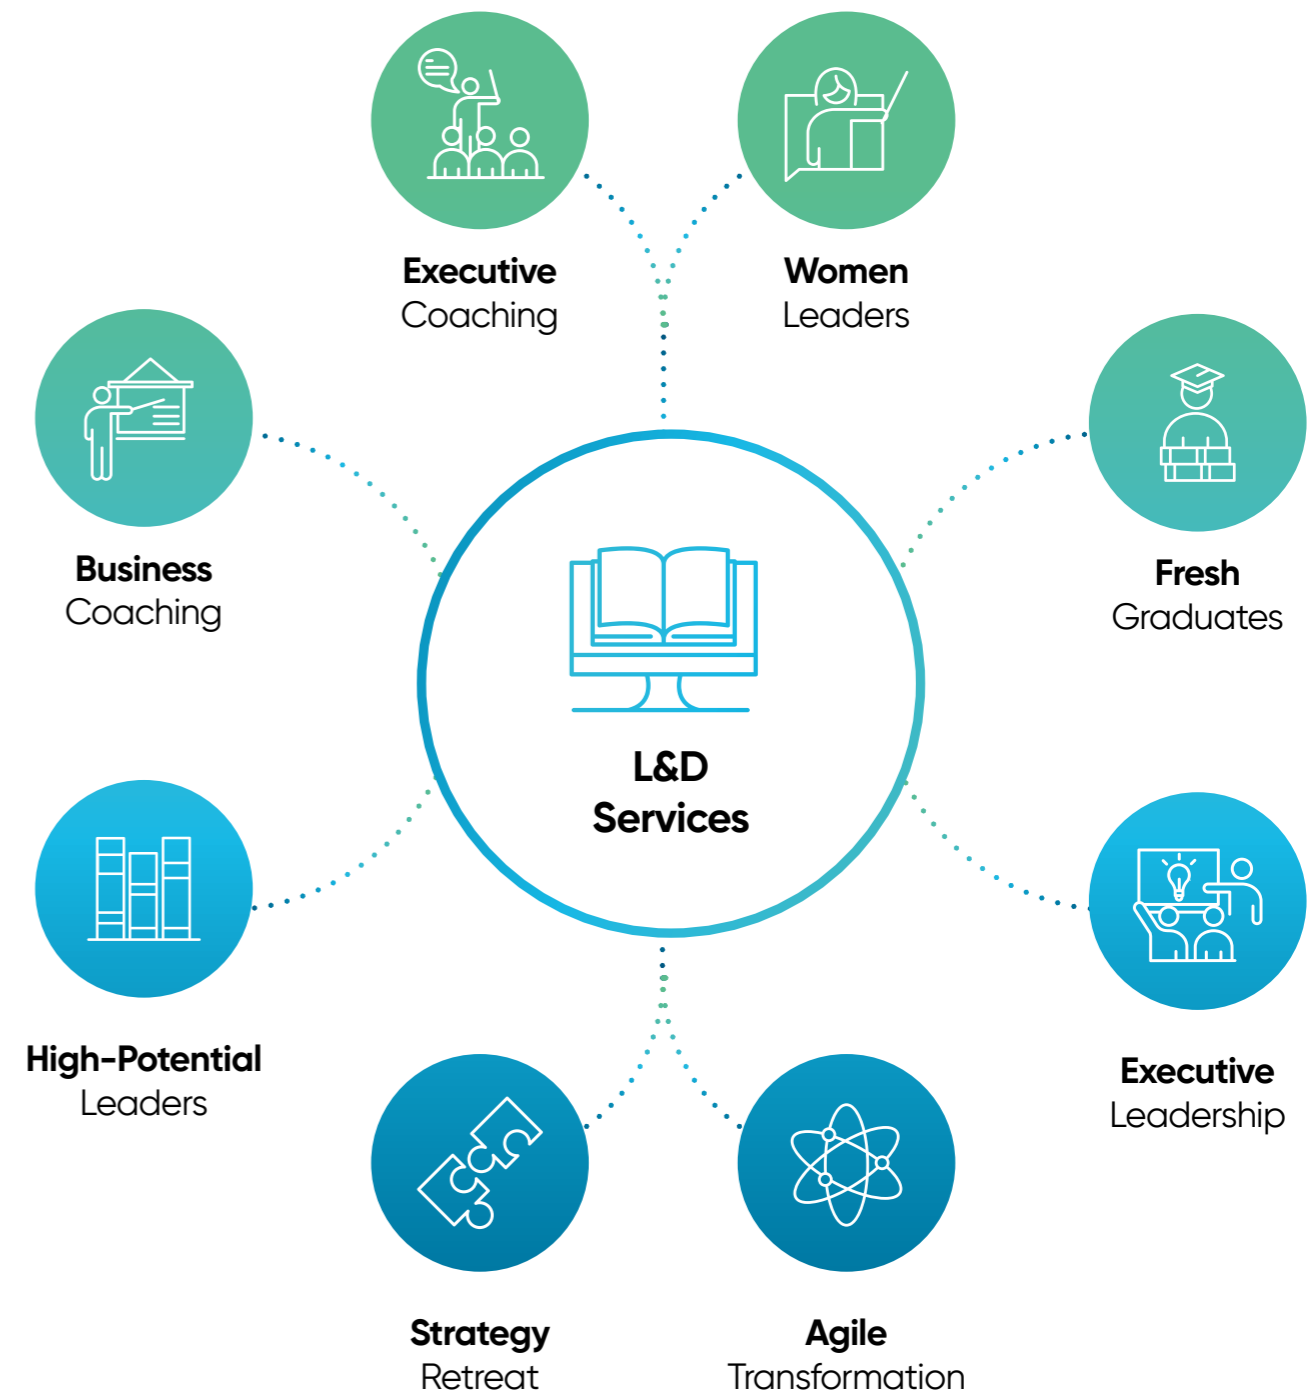 Executive
Coaching
Women
Leaders
Business
Coaching
Fresh
Graduates
L&D
Services
High-Potential
Leaders
Executive
Leadership
Strategy
Retreat
Agile
Transformation